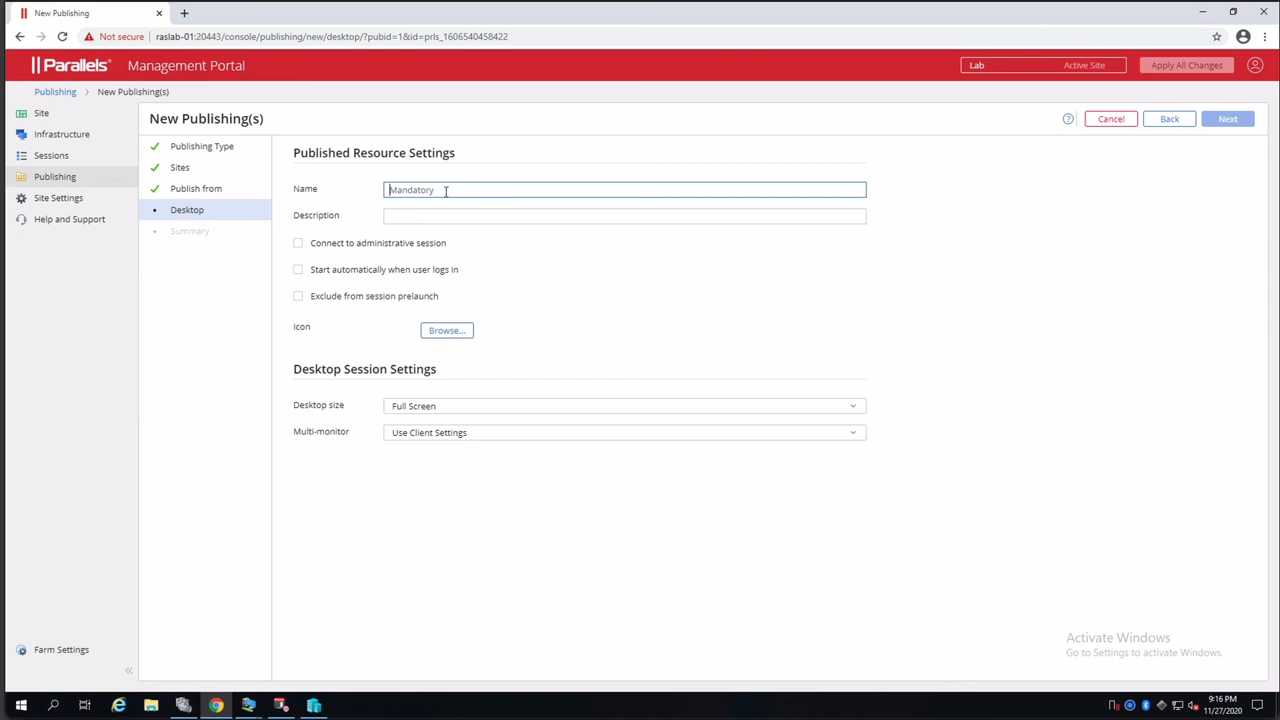 New Publishing
Not secure
raslab-01:20443/console/publishing/new/desktop/?pubid=1&id=prls_1606540458422
Parallels®
Management Portal
Lab
Active Site
Apply All Changes
Publishing > New Publishing(s)
Site
Infrastructure
Sessions
Publishing
Site Settings
Help and Support
Farm Settings
New Publishing(s)
Cancel
Back
Next
Publishing Type
Sites
Publish from
Desktop
Summary
Published Resource Settings
Name
Mandatory
Description
Connect to administrative session
Start automatically when user logs in
Exclude from session prelaunch
Icon
Browse...
Desktop Session Settings
Desktop size
Full Screen
Multi-monitor
Use Client Settings
Activate Windows
Go to Settings to activate Windows.
9:16 PM
11/27/2020